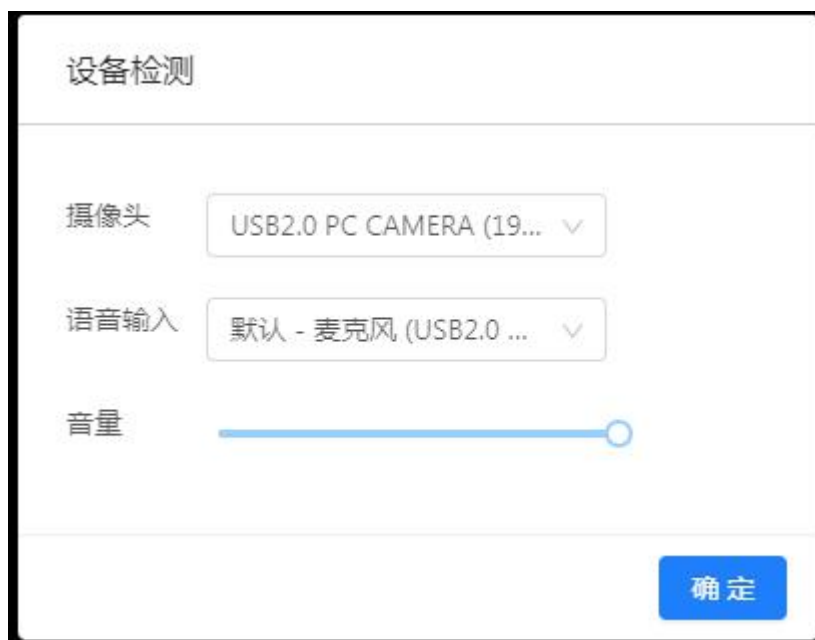 设备检测
摄像头
USB2.0 PC CAMERA (19...
语音输入
默认 - 麦克风 (USB2.0 ...
音量
确 定